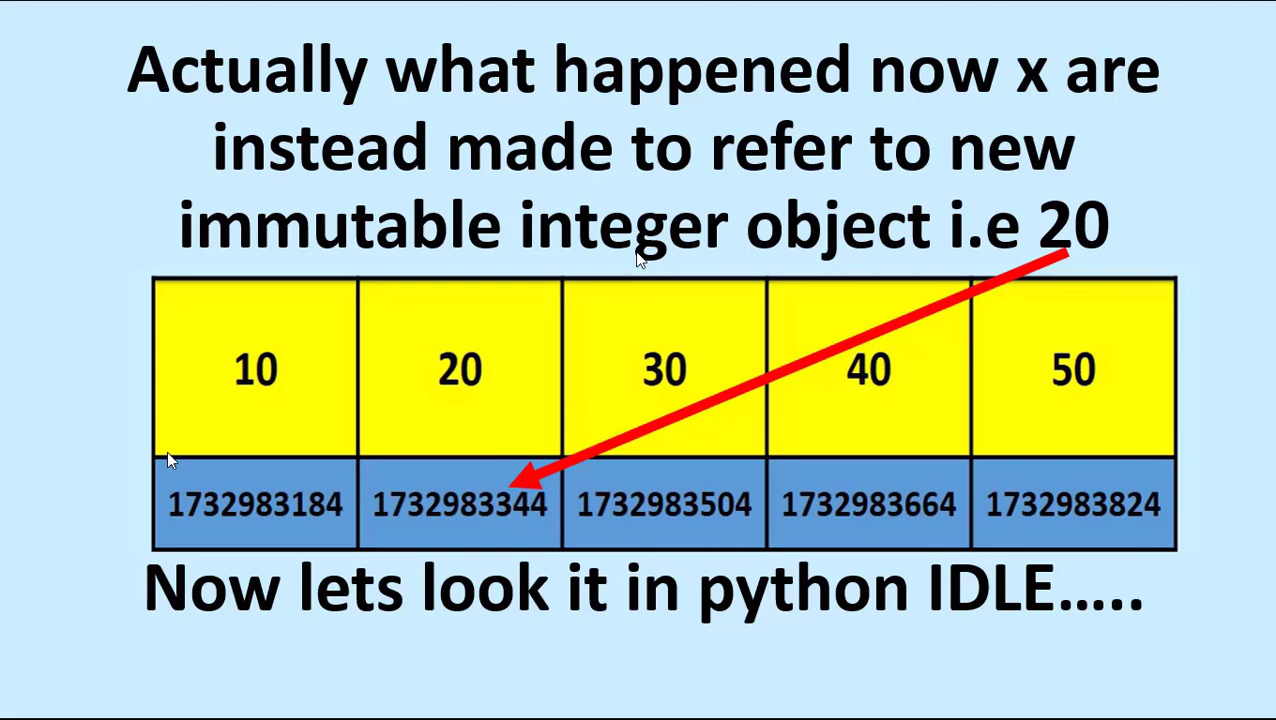 Actually what happened now x are
instead made to refer to new
immutable integer object i.e 20
10 20 30 40 50
1732983184 1732983344 1732983504 1732983664 1732983824
Now lets look it in python IDLE.....